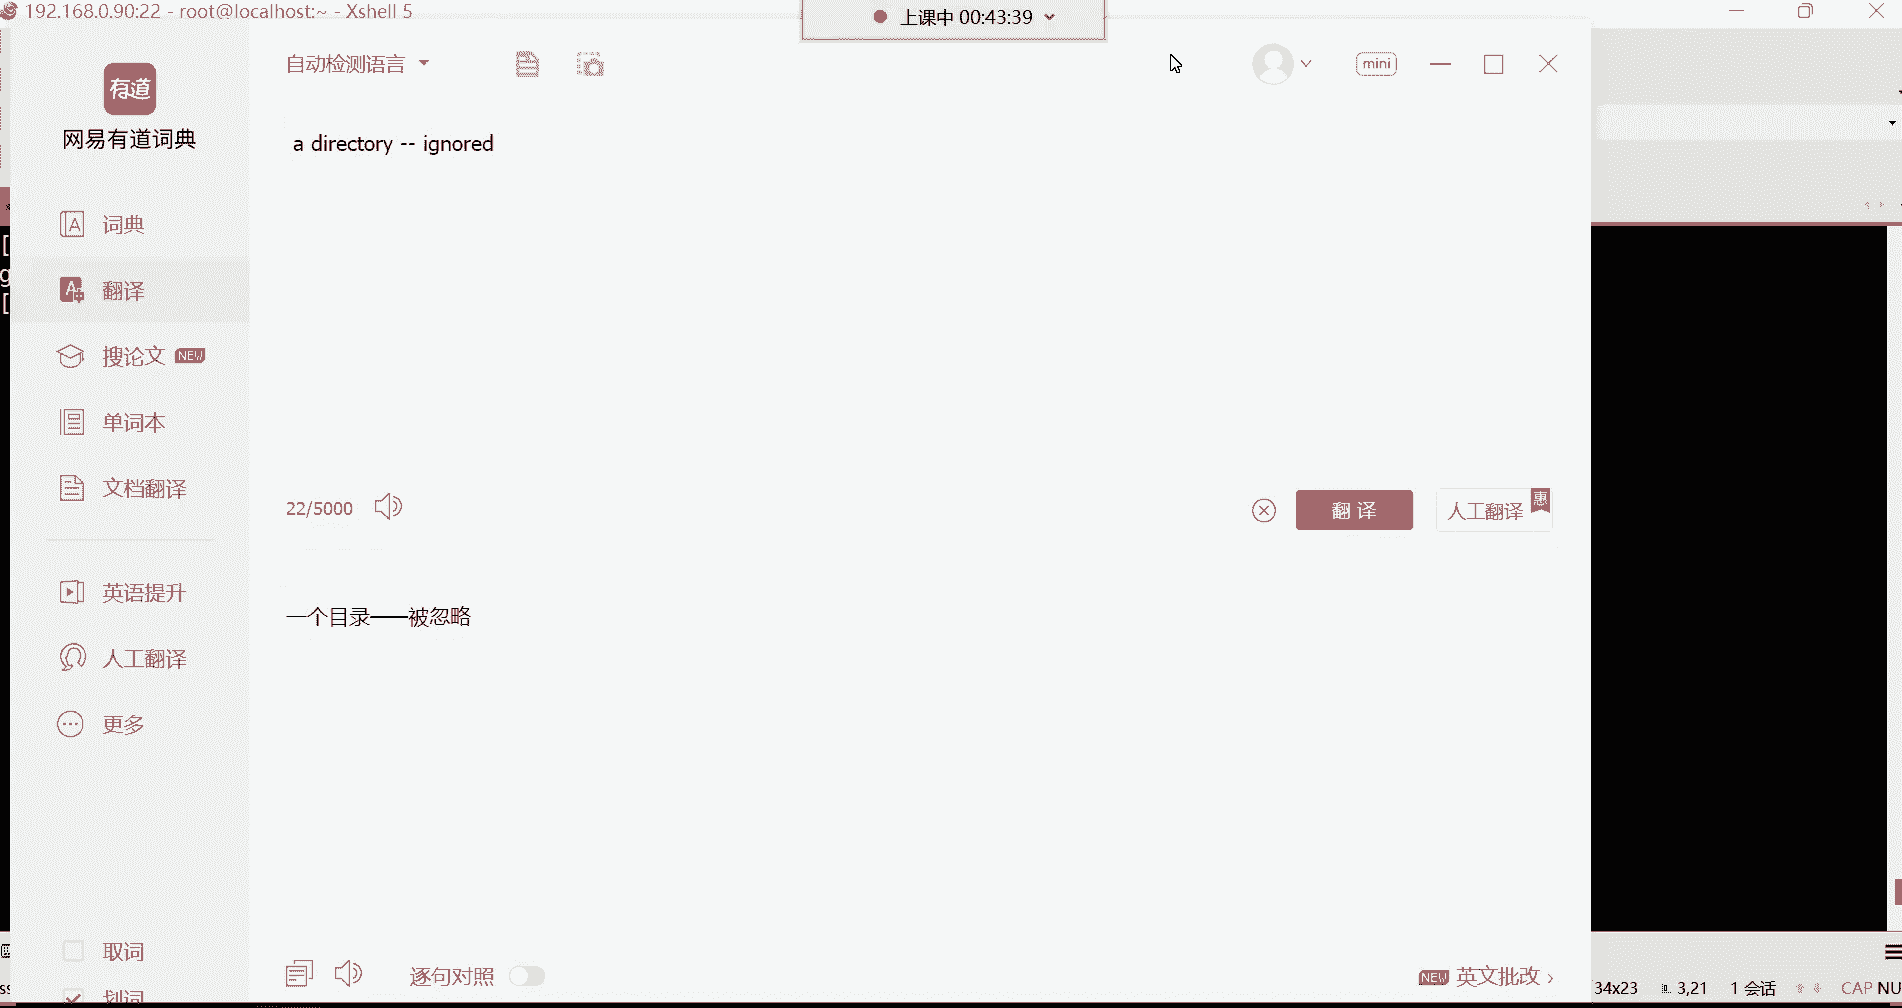 192.168.0.90:22 - root@localhost:~ - Xshell 5
上课中 00:43:39
有道
网易有道词典
自动检测语言
mini
a directory -- ignored
词典
翻译
搜论文 NEW
单词本
文档翻译
22/5000
翻 译
人工翻译 惠
英语提升
一个目录——被忽略
人工翻译
更多
取词
划词
逐句对照
NEW 英文批改 ›
34x23
3,21
1 会话
CAP